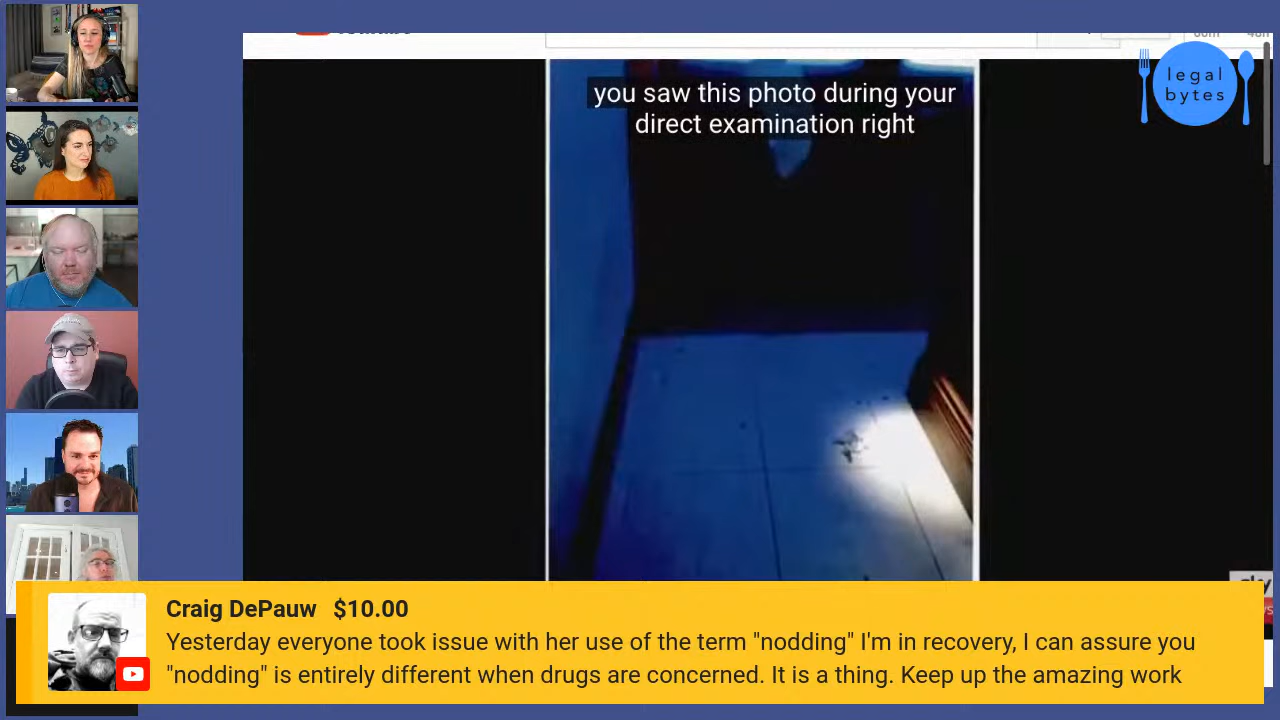 legal
bytes
you saw this photo during your
direct examination right
Craig DePauw $10.00
Yesterday everyone took issue with her use of the term "nodding" I'm in recovery, I can assure you
"nodding" is entirely different when drugs are concerned. It is a thing. Keep up the amazing work